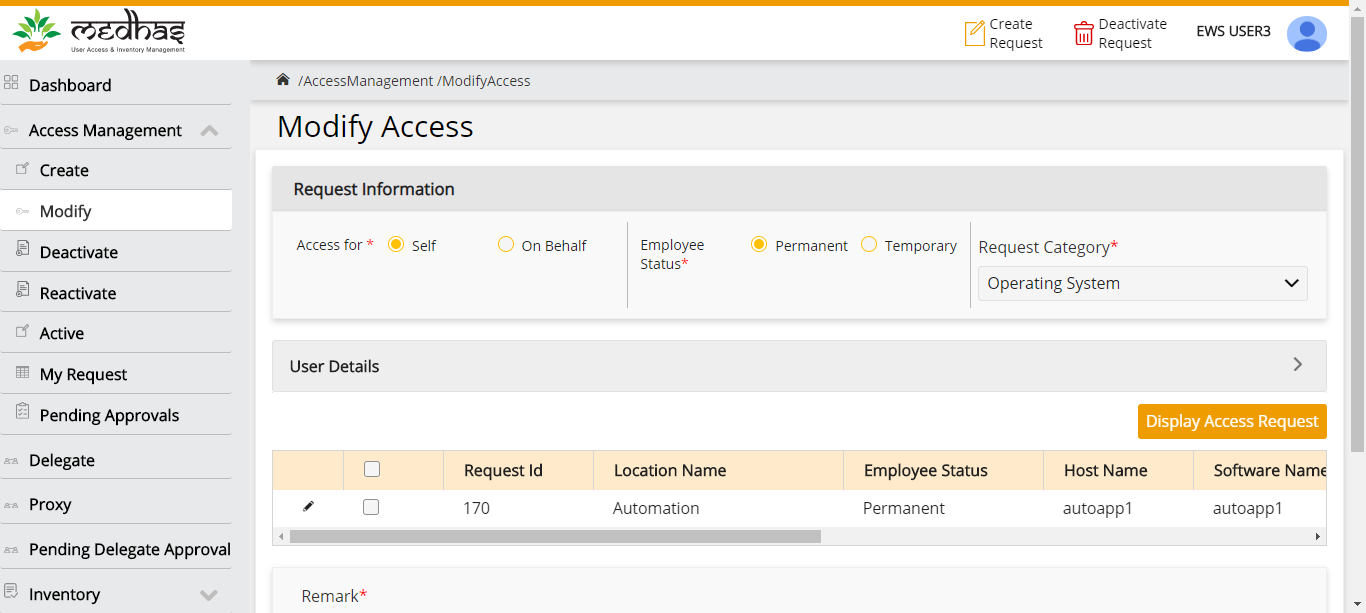 medhas
User Access & Inventory Management
Create
Request
Deactivate
Request
EWS USER3
Dashboard
Access Management
Create
Modify
Deactivate
Reactivate
Active
My Request
Pending Approvals
Delegate
Proxy
Pending Delegate Approval
Inventory
/AccessManagement /ModifyAccess
Modify Access
Request Information
Access for * Self On Behalf
Employee
Status*
Permanent Temporary
Request Category*
Operating System
User Details
Display Access Request
Request Id Location Name Employee Status Host Name Software Name
170 Automation Permanent autoapp1 autoapp1
Remark*